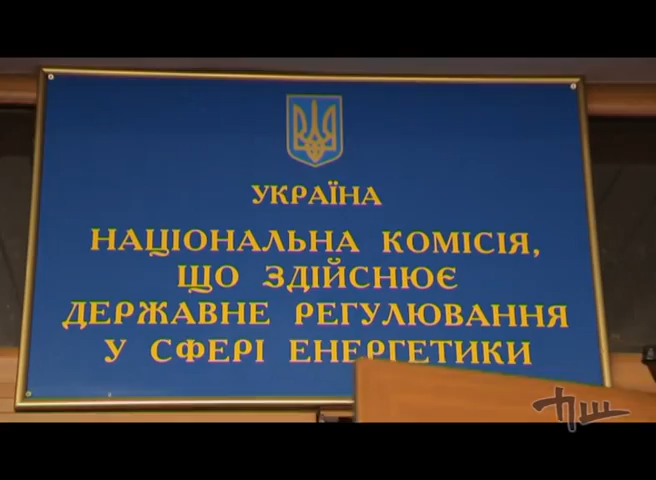 УКРАЇНА
НАЦІОНАЛЬНА КОМІСІЯ,
ЩО ЗДІЙСНЮЄ
ДЕРЖАВНЕ РЕГУЛЮВАННЯ
У СФЕРІ ЕНЕРГЕТИКИ